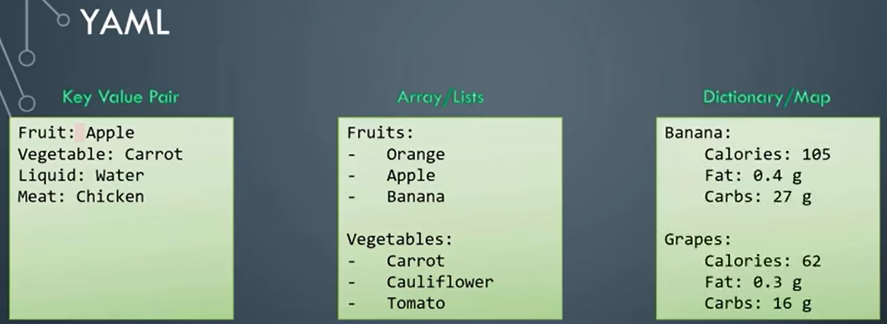 YAML
Key Value Pair
Fruit: Apple
Vegetable: Carrot
Liquid: Water
Meat: Chicken
Array/Lists
Fruits:
- Orange
- Apple
- Banana
Vegetables:
- Carrot
- Cauliflower
- Tomato
Dictionary/Map
Banana:
Calories: 105
Fat: 0.4 g
Carbs: 27 g
Grapes:
Calories: 62
Fat: 0.3 g
Carbs: 16 g